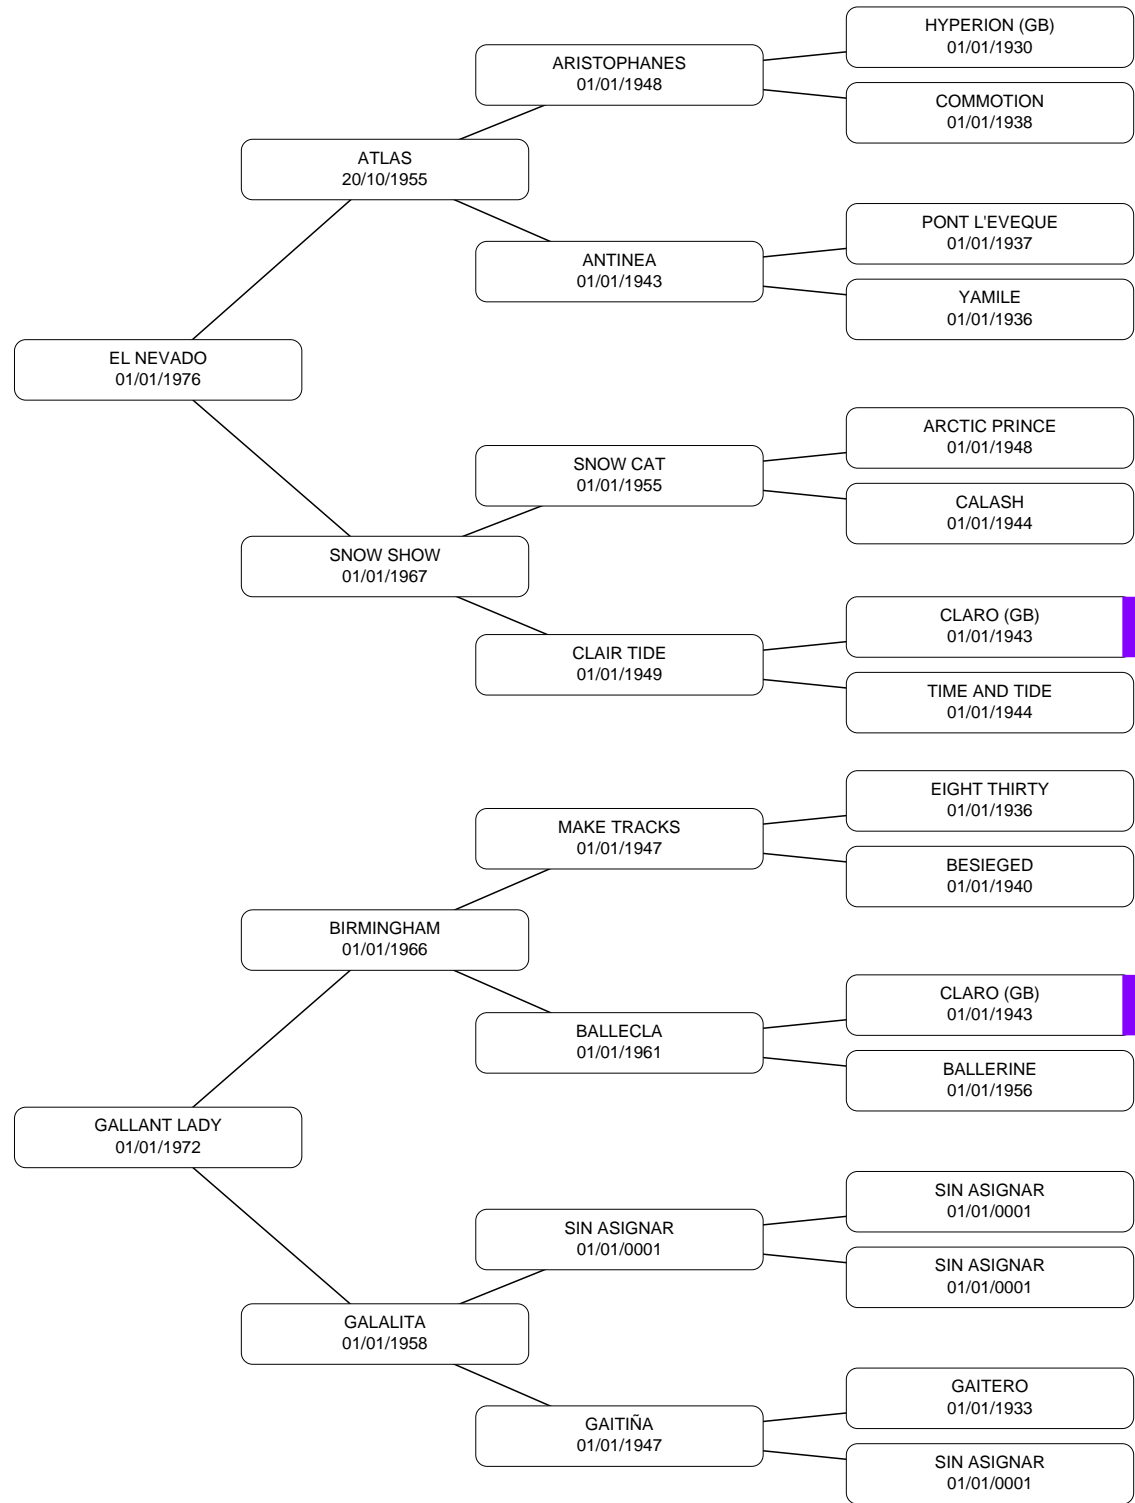 HYPERION (GB)
01/01/1930
ARISTOPHANES
01/01/1948
COMMOTION
01/01/1938
ATLAS
20/10/1955
PONT L'EVEQUE
01/01/1937
ANTINEA
01/01/1943
YAMILE
01/01/1936
EL NEVADO
01/01/1976
ARCTIC PRINCE
01/01/1948
SNOW CAT
01/01/1955
CALASH
01/01/1944
SNOW SHOW
01/01/1967
CLARO (GB)
01/01/1943
CLAIR TIDE
01/01/1949
TIME AND TIDE
01/01/1944
EIGHT THIRTY
01/01/1936
MAKE TRACKS
01/01/1947
BESIEGED
01/01/1940
BIRMINGHAM
01/01/1966
CLARO (GB)
01/01/1943
BALLECLA
01/01/1961
BALLERINE
01/01/1956
GALLANT LADY
01/01/1972
SIN ASIGNAR
01/01/0001
SIN ASIGNAR
01/01/0001
SIN ASIGNAR
01/01/0001
GALALITA
01/01/1958
GAITERO
01/01/1933
GAITIÑA
01/01/1947
SIN ASIGNAR
01/01/0001